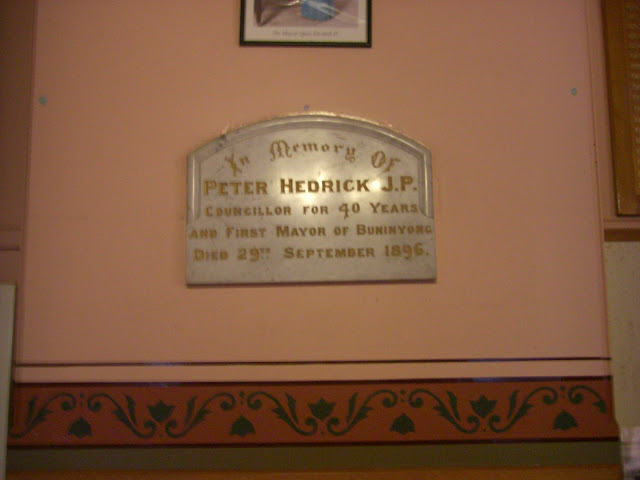 In Memory Of
PETER HEDRICK J.P.
COUNCILLOR FOR 40 YEARS
AND FIRST MAYOR OF BUNINYONG
DIED 29TH SEPTEMBER 1896.